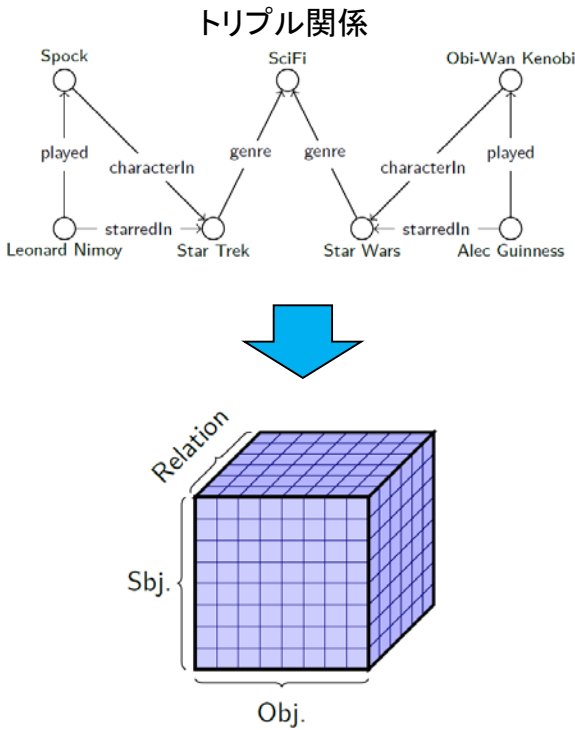 トリプル関係
Spock
SciFi
Obi-Wan Kenobi
played
characterIn
genre
genre
characterIn
played
starredIn
starredIn
Leonard Nimoy
Star Trek
Star Wars
Alec Guinness
Relation
Sbj.
Obj.